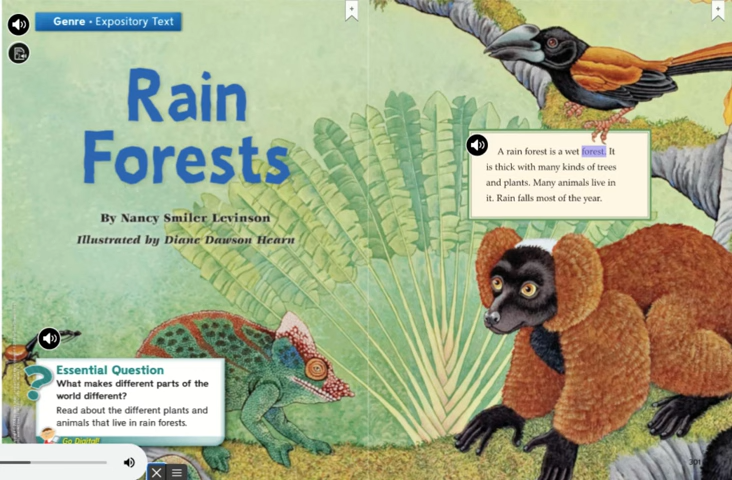 Genre • Expository Text
Rain
Forests
By Nancy Smiler Levinson
Illustrated by Diane Dawson Hearn
A rain forest is a wet forest. It
is thick with many kinds of trees
and plants. Many animals live in
it. Rain falls most of the year.
?
Essential Question
What makes different parts of the
world different?
Read about the different plants and
animals that live in rain forests.
Go Digital!
301